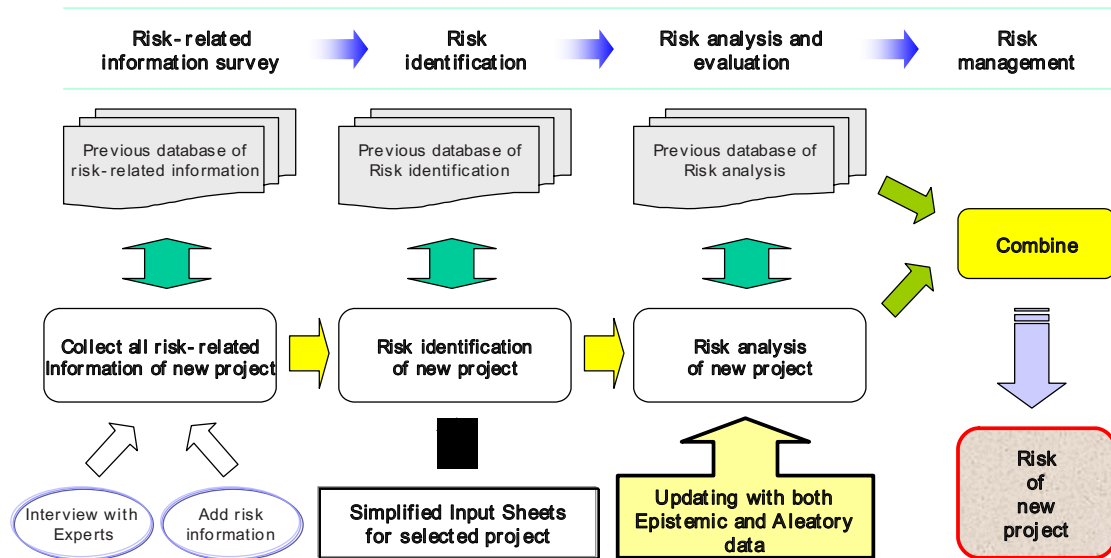 Risk- related
information survey
Risk
identification
Risk analysis and
evaluation
Risk
management
Previous database of
risk- related information
Previous database of
Risk identification
Previous database of
Risk analysis
Combine
Collect all risk- related
Information of new project
Risk identification
of new project
Risk analysis
of new project
Interview with
Experts
Add risk
information
Simplified Input Sheets
for selected project
Updating with both
Epistemic and Aleatory
data
Risk
of
new
project